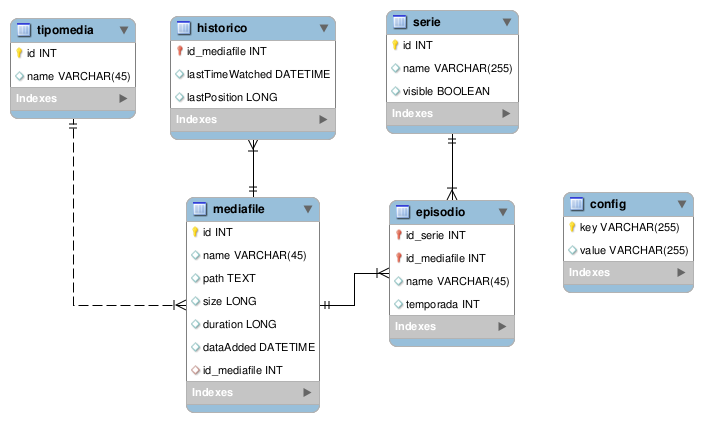 tipomedia
id INT
name VARCHAR(45)
Indexes
historico
id_mediafile INT
lastTimeWatched DATETIME
lastPosition LONG
Indexes
serie
id INT
name VARCHAR(255)
visible BOOLEAN
Indexes
mediafile
id INT
name VARCHAR(45)
path TEXT
size LONG
duration LONG
dataAdded DATETIME
id_mediafile INT
Indexes
episodio
id_serie INT
id_mediafile INT
name VARCHAR(45)
temporada INT
Indexes
config
key VARCHAR(255)
value VARCHAR(255)
Indexes